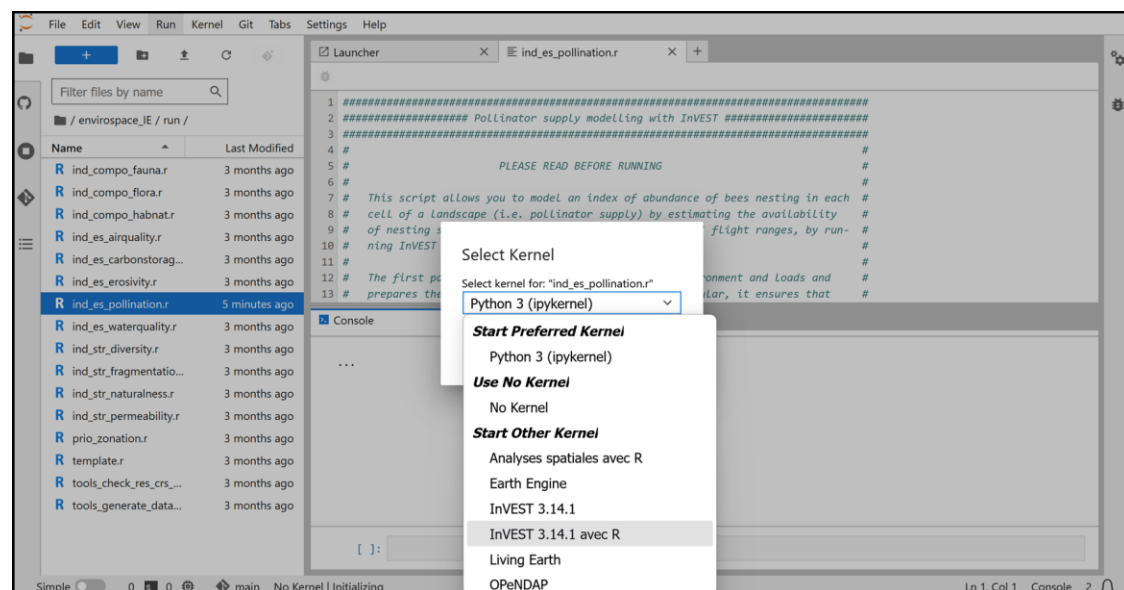 File Edit View Run Kernel Git Tabs Settings Help
Launcher
ind_es_pollination.r
Filter files by name
/ envirospace_IE / run /
Name Last Modified
R ind_compo_fauna.r 3 months ago
R ind_compo_flora.r 3 months ago
R ind_compo_habnat.r 3 months ago
R ind_es_airquality.r 3 months ago
R ind_es_carbonstorag... 3 months ago
R ind_es_erosivity.r 3 months ago
R ind_es_pollination.r 5 minutes ago
R ind_es_waterquality.r 3 months ago
R ind_str_diversity.r 3 months ago
R ind_str_fragmentatio... 3 months ago
R ind_str_naturalness.r 3 months ago
R ind_str_permeability.r 3 months ago
R prio_zonation.r 3 months ago
R template.r 3 months ago
R tools_check_res_crs_... 3 months ago
R tools_generate_data... 3 months ago
1 ####################################################################################
2 #################### Pollinator supply modelling with InVEST #######################
3 ####################################################################################
4 # #
5 # PLEASE READ BEFORE RUNNING #
6 # #
7 # This script allows you to model an index of abundance of bees nesting in each #
8 # cell of a landscape (i.e. pollinator supply) by estimating the availability #
9 # of nesting s flight ranges, by run- #
10 # ning InVEST #
11 # #
12 # The first pa ronment and loads and #
13 # prepares the ular, it ensures that #
Console
...
[ ]:
Select Kernel
Select kernel for: "ind_es_pollination.r"
Python 3 (ipykernel)
Start Preferred Kernel
Python 3 (ipykernel)
Use No Kernel
No Kernel
Start Other Kernel
Analyses spatiales avec R
Earth Engine
InVEST 3.14.1
InVEST 3.14.1 avec R
Living Earth
OPeNDAP
Simple 0 0 main No Kernel | Initializing
Ln 1, Col 1 Console 2